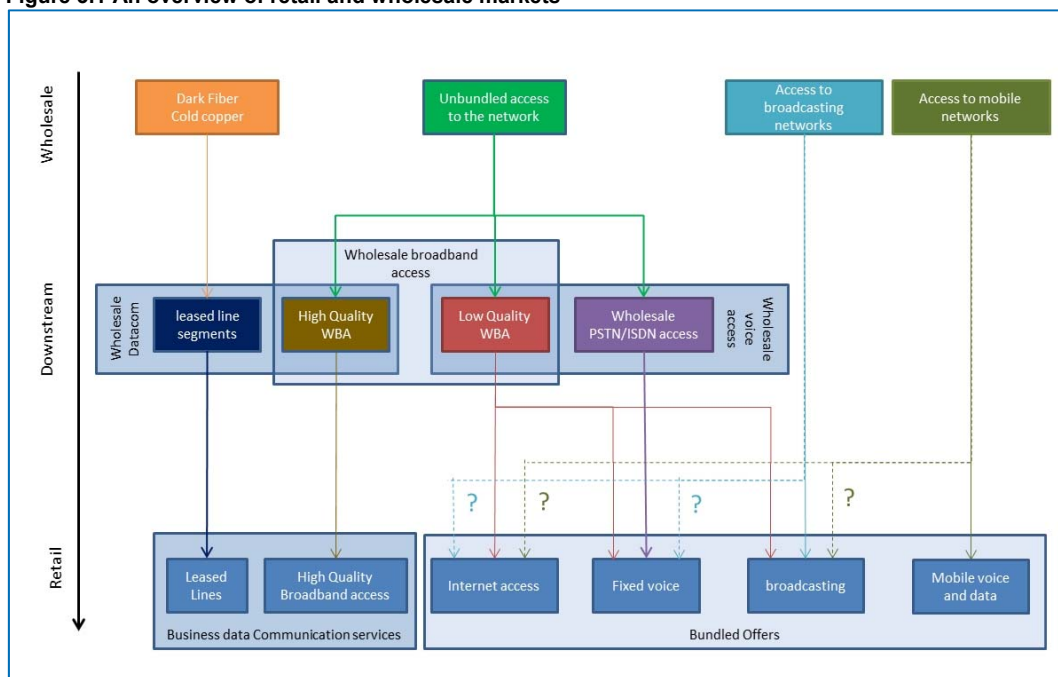 Figure 3.1 An overview of retail and wholesale markets
Wholesale
Dark Fiber
Cold copper
Unbundled access
to the network
Access to
broadcasting
networks
Access to mobile
networks
Downstream
Wholesale broadband
access
Wholesale
Datacom
leased line
segments
High Quality
WBA
Low Quality
WBA
Wholesale
PSTN/ISDN access
Wholesale
voice
access
?
?
?
?
Retail
Leased
Lines
High Quality
Broadband access
Internet access
Fixed voice
broadcasting
Mobile voice
and data
Business data Communication services
Bundled Offers